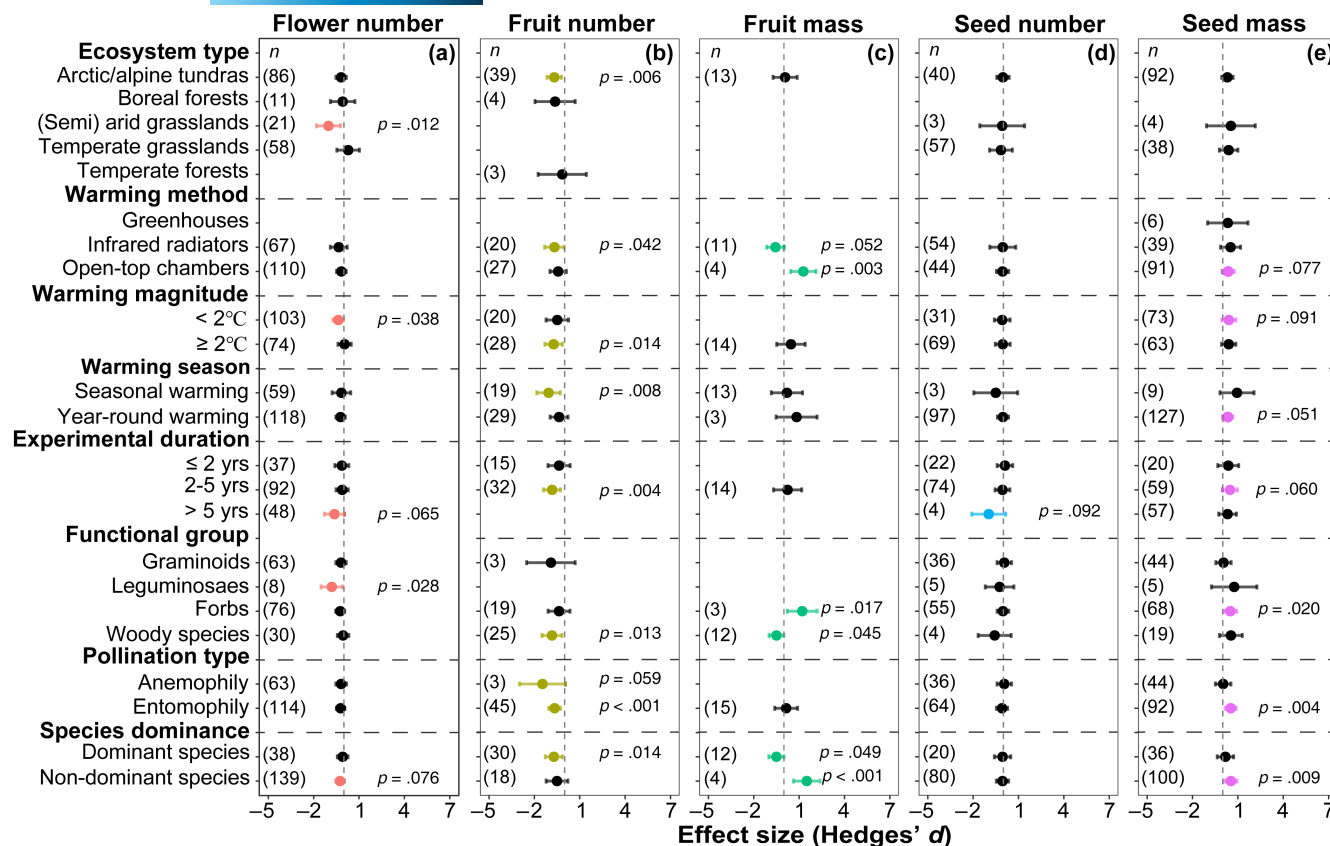 Flower number Fruit number Fruit mass Seed number Seed mass
Ecosystem type n (a) n (b) (c) n (d) n (e)
Arctic/alpine tundras (86) (39) p = .006 (13) (40) (92)
Boreal forests (11) (4)
(Semi) arid grasslands (21) p = .012 (3) (4)
Temperate grasslands (58) (57) (38)
Temperate forests (3)
Warming method
Greenhouses (6)
Infrared radiators (67) (20) p = .042 (11) p = .052 (54) (39)
Open-top chambers (110) (27) (4) p = .003 (44) (91) p = .077
Warming magnitude
< 2℃ (103) p = .038 (20) (31) (73) p = .091
≥ 2℃ (74) (28) p = .014 (14) (69) (63)
Warming season
Seasonal warming (59) (19) p = .008 (13) (3) (9)
Year-round warming (118) (29) (3) (97) (127) p = .051
Experimental duration
≤ 2 yrs (37) (15) (22) (20)
2-5 yrs (92) (32) p = .004 (14) (74) (59) p = .060
> 5 yrs (48) p = .065 (4) p = .092 (57)
Functional group
Graminoids (63) (3) (36) (44)
Leguminosaes (8) p = .028 (5) (5)
Forbs (76) (19) (3) p = .017 (55) (68) p = .020
Woody species (30) (25) p = .013 (12) p = .045 (4) (19)
Pollination type
Anemophily (63) (3) p = .059 (36) (44)
Entomophily (114) (45) p < .001 (15) (64) (92) p = .004
Species dominance
Dominant species (38) (30) p = .014 (12) p = .049 (20) (36)
Non-dominant species (139) p = .076 (18) (4) p < .001 (80) (100) p = .009
−5 −2 1 4 7 −5 −2 1 4 7 −5 −2 1 4 7 −5 −2 1 4 7 −5 −2 1 4 7
Effect size (Hedges’ d)